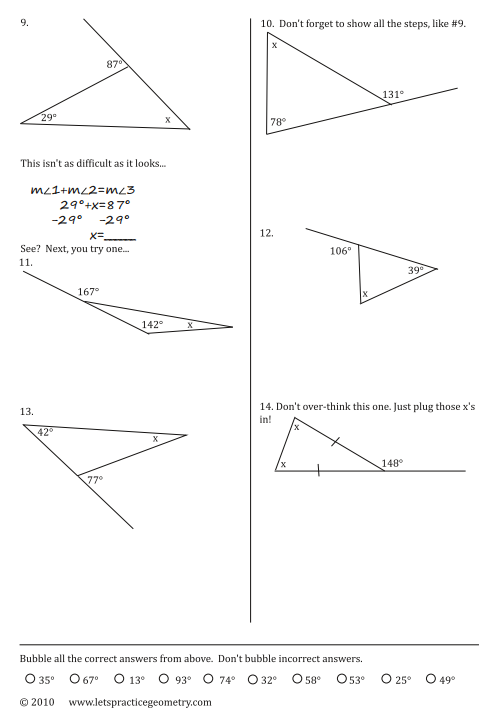 9.
87°
29°
x
This isn't as difficult as it looks...
m∠1+m∠2=m∠3
29°+x=87°
-29° -29°
x=______
See? Next, you try one...
10. Don't forget to show all the steps, like #9.
x
131°
78°
11.
167°
142°
x
12.
106°
39°
x
13.
42°
x
77°
14. Don't over-think this one. Just plug those x's
in!
x
x
148°
Bubble all the correct answers from above. Don't bubble incorrect answers.
35° 67° 13° 93° 74° 32° 58° 53° 25° 49°
© 2010 www.letspracticegeometry.com